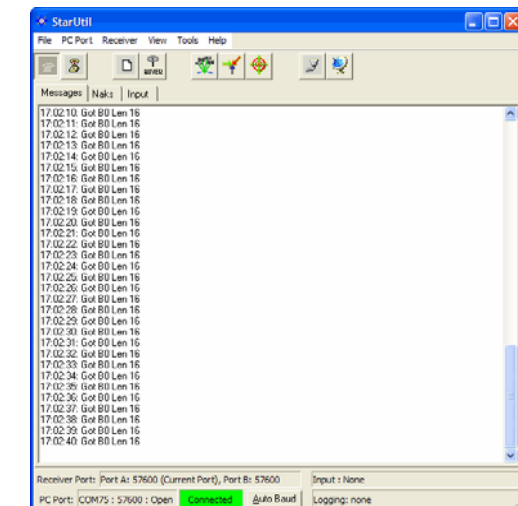 StarUtil
File PC Port Receiver View Tools Help
ROVER
Messages Naks Input
17:02:10: Got B0 Len 16
17:02:11: Got B0 Len 16
17:02:12: Got B0 Len 16
17:02:13: Got B0 Len 16
17:02:14: Got B0 Len 16
17:02:15: Got B0 Len 16
17:02:16: Got B0 Len 16
17:02:17: Got B0 Len 16
17:02:18: Got B0 Len 16
17:02:19: Got B0 Len 16
17:02:20: Got B0 Len 16
17:02:21: Got B0 Len 16
17:02:22: Got B0 Len 16
17:02:23: Got B0 Len 16
17:02:24: Got B0 Len 16
17:02:25: Got B0 Len 16
17:02:26: Got B0 Len 16
17:02:27: Got B0 Len 16
17:02:28: Got B0 Len 16
17:02:29: Got B0 Len 16
17:02:30: Got B0 Len 16
17:02:31: Got B0 Len 16
17:02:32: Got B0 Len 16
17:02:33: Got B0 Len 16
17:02:34: Got B0 Len 16
17:02:35: Got B0 Len 16
17:02:36: Got B0 Len 16
17:02:37: Got B0 Len 16
17:02:38: Got B0 Len 16
17:02:39: Got B0 Len 16
17:02:40: Got B0 Len 16
Receiver Port: Port A: 57600 (Current Port), Port B: 57600 Input : None
PC Port: COM75 : 57600 : Open Connected Auto Baud Logging: none